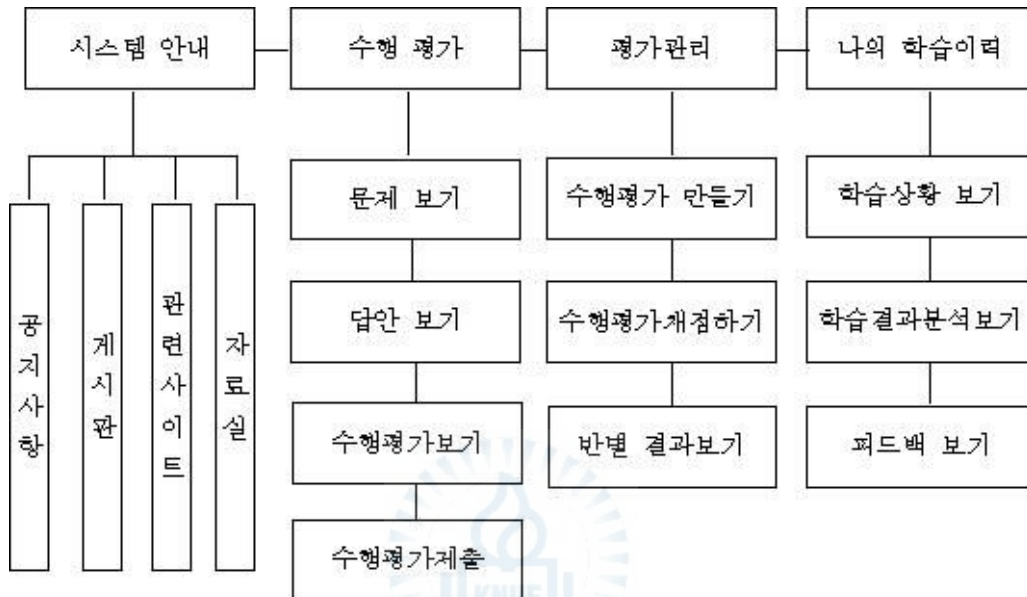 시스템 안내
수행 평가
평가관리
나의 학습이력
공지사항
게시판
관련사이트
자료실
문제 보기
답안 보기
수행평가보기
수행평가제출
수행평가 만들기
수행평가채점하기
반별 결과보기
학습상황 보기
학습결과분석보기
피드백 보기
KNUE